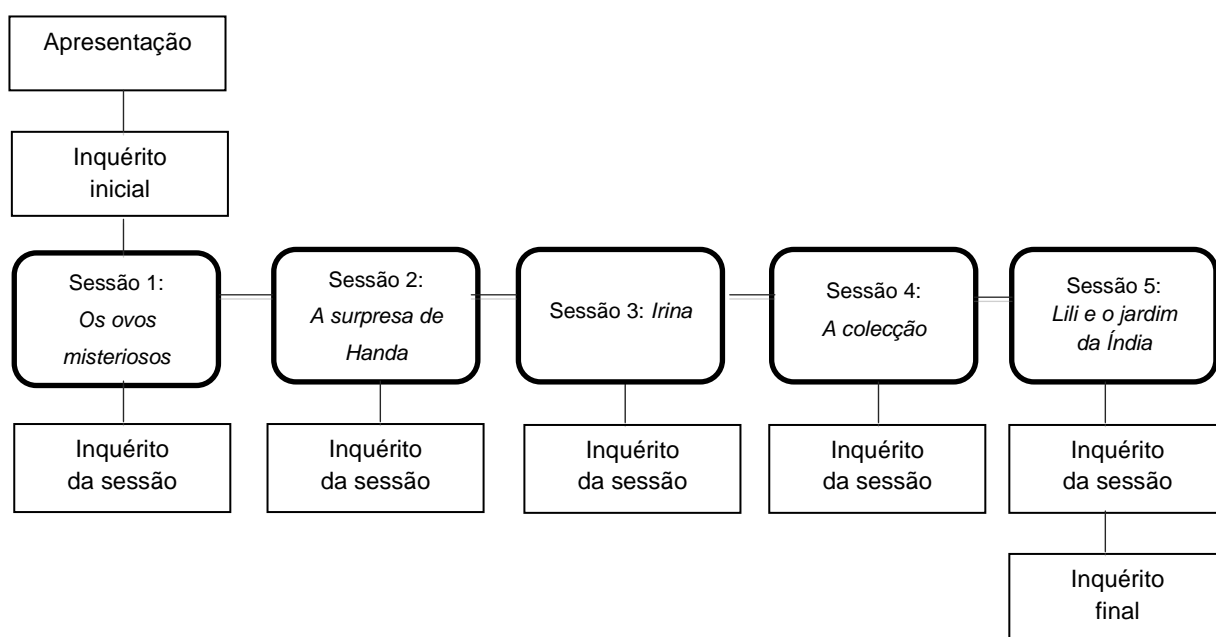 Apresentação
Inquérito
inicial
Sessão 1:
Os ovos
misteriosos
Sessão 2:
A surpresa de
Handa
Sessão 3: Irina
Sessão 4:
A colecção
Sessão 5:
Lili e o jardim
da Índia
Inquérito
da sessão
Inquérito
da sessão
Inquérito
da sessão
Inquérito
da sessão
Inquérito
da sessão
Inquérito
final